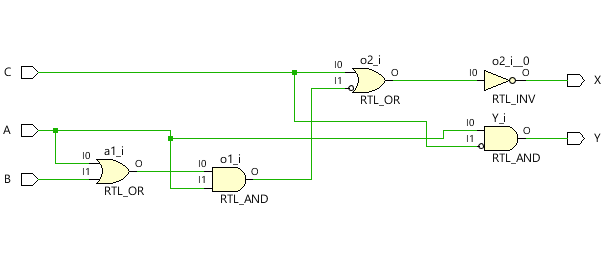 o2_i
o2_i__0
C
I0
O
I0
O
X
I1
RTL_OR
RTL_INV
Y_i
I0
O
A
Y
I1
RTL_AND
a1_i
I0
O
o1_i
I0
O
B
I1
I1
RTL_OR
RTL_AND